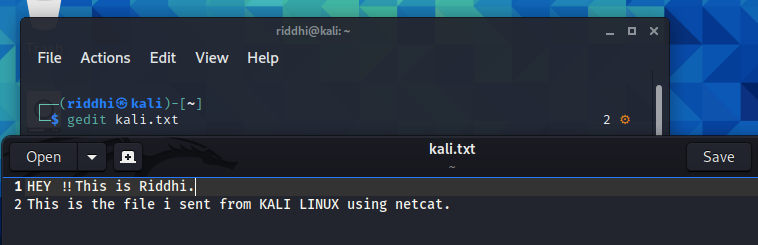 riddhi@kali: ~
File Actions Edit View Help
(riddhi㉿kali)-[~]
$ gedit kali.txt 2
Open kali.txt Save
~
1 HEY !!This is Riddhi.
2 This is the file i sent from KALI LINUX using netcat.